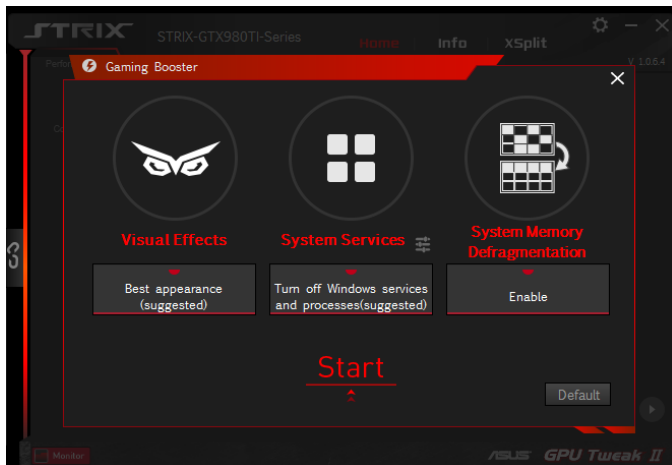 STRIX
STRIX-GTX980TI-Series
Home
Info
XSplit
V 1.0.6.4
Gaming Booster
Visual Effects
System Services
System Memory
Defragmentation
Best appearance
(suggested)
Turn off Windows services
and processes(suggested)
Enable
Start
Default
Monitor
ASUS GPU Tweak II